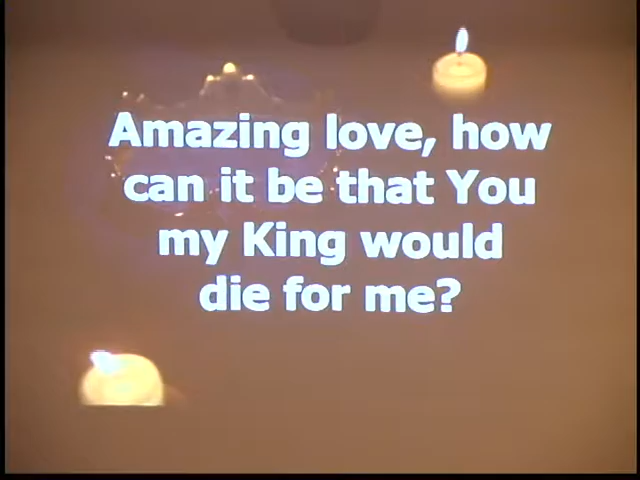 Amazing love, how
can it be that You
my King would
die for me?